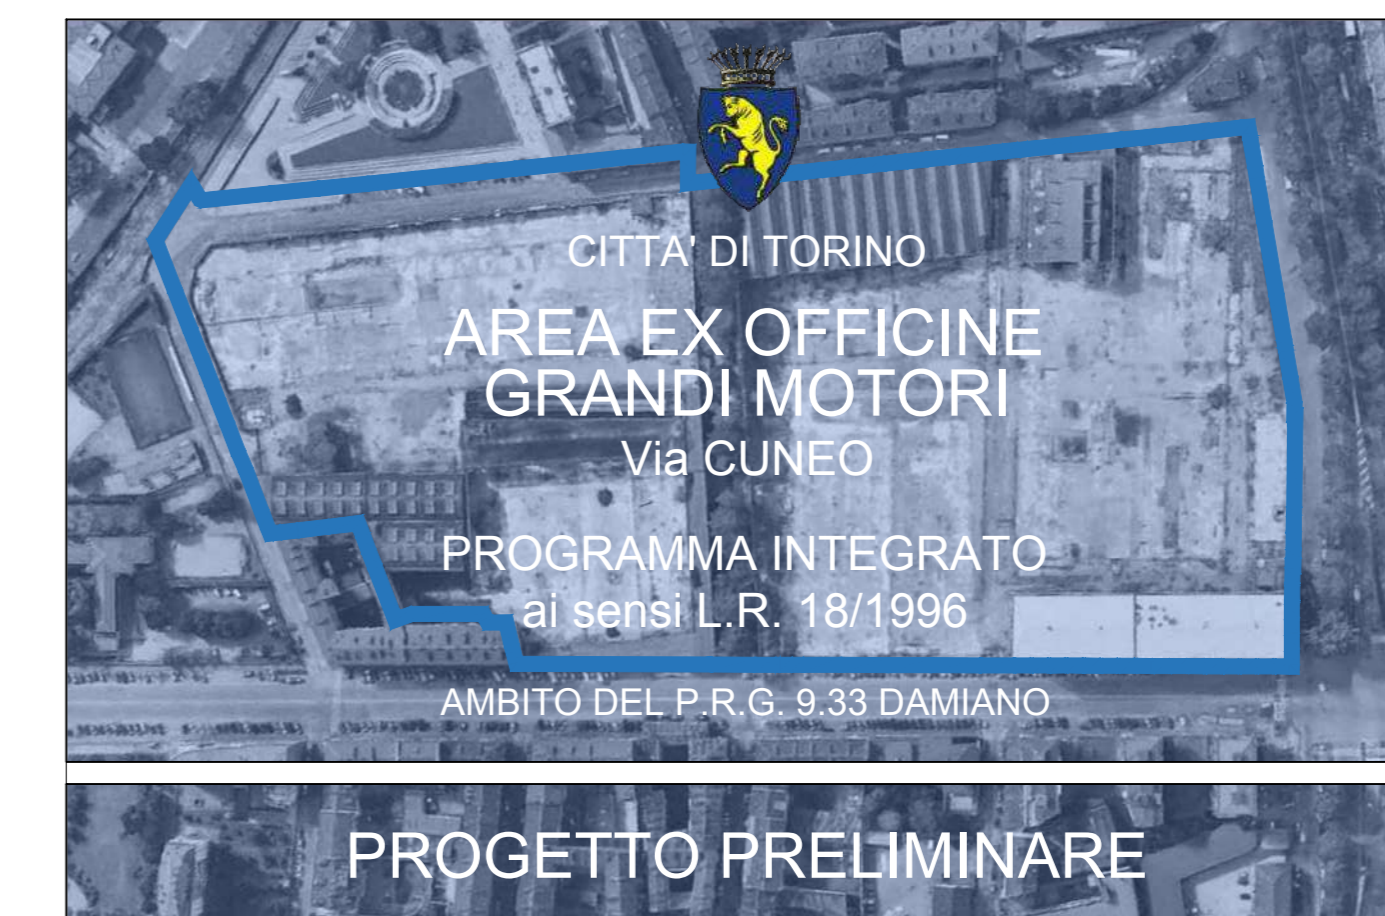 CITTA' DI TORINO
AREA EX OFFICINE
GRANDI MOTORI
Via CUNEO
PROGRAMMA INTEGRATO
ai sensi L.R. 18/1996
AMBITO DEL P.R.G. 9.33 DAMIANO
PROGETTO PRELIMINARE